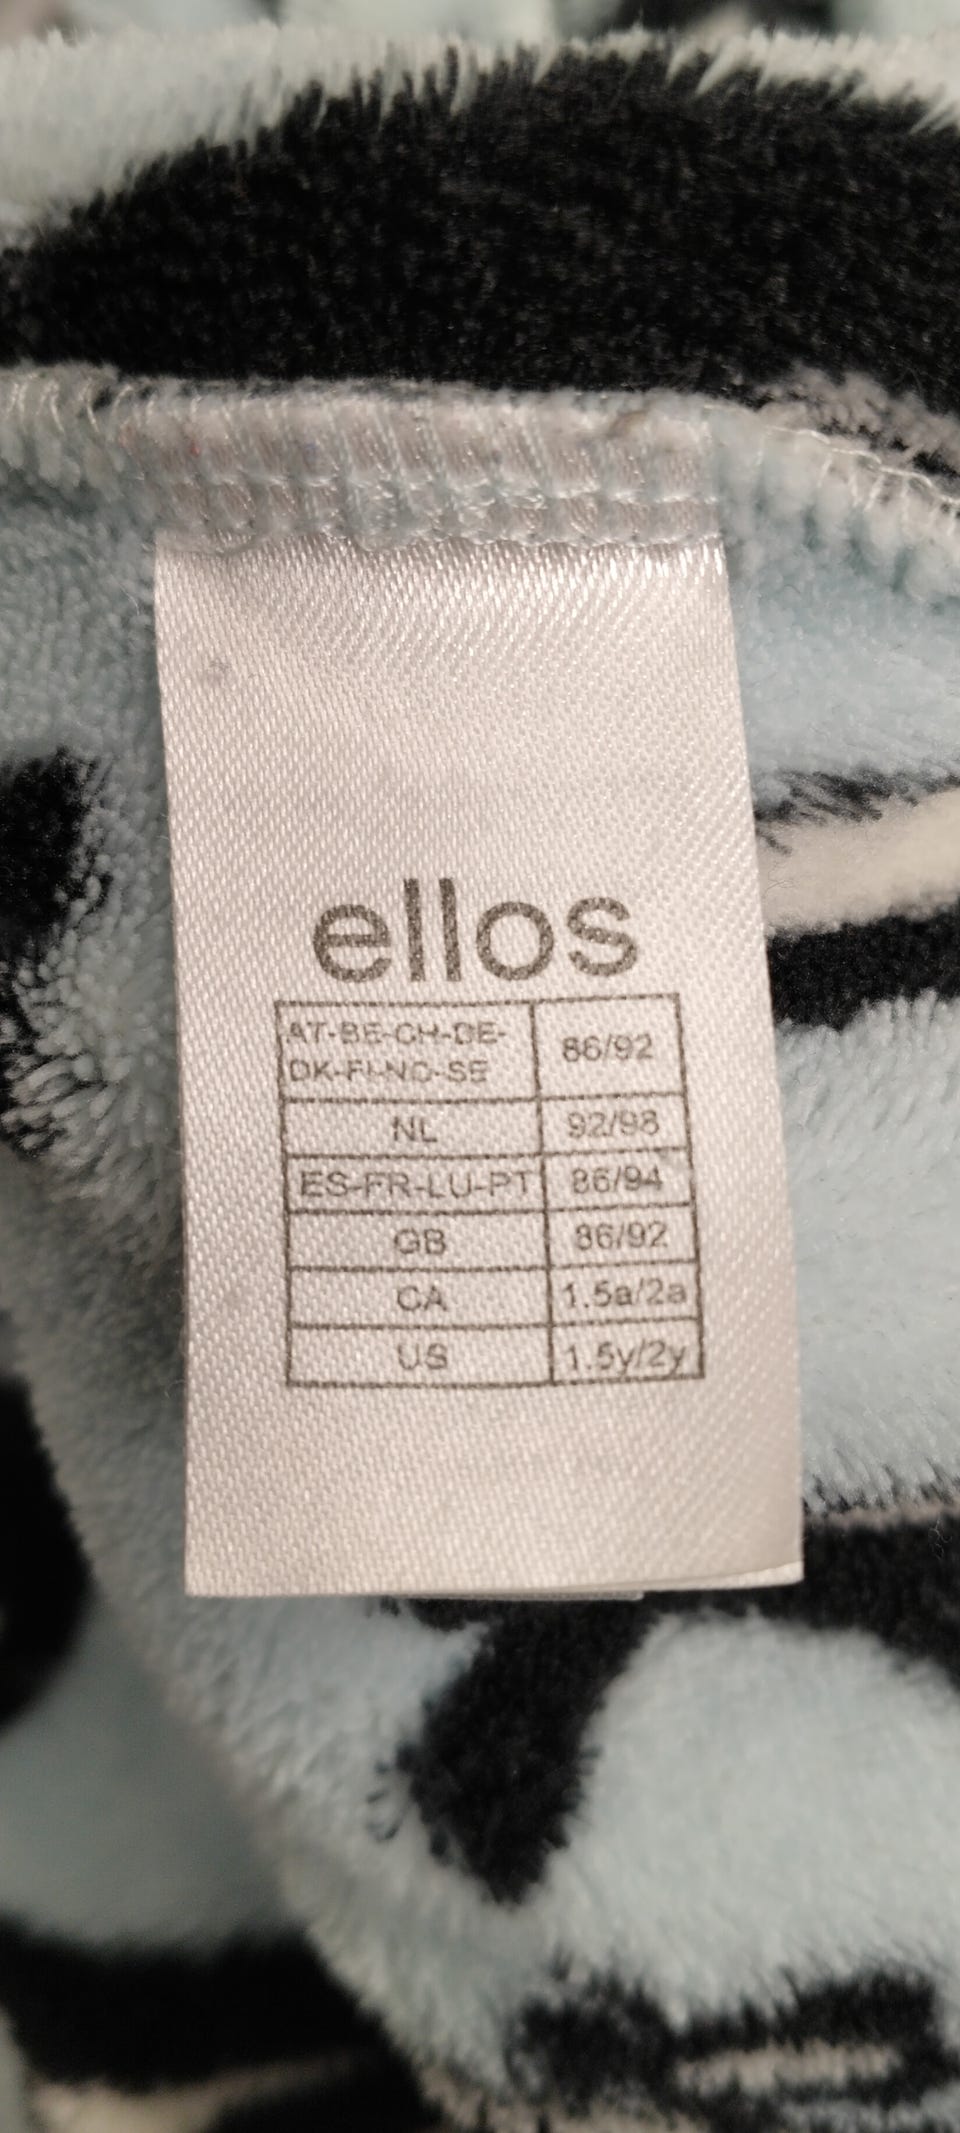 ellos
AT-BE-CH-DE- 86/92
DK-FI-NO-SE
NL 92/98
ES-FR-LU-PT 86/94
GB 86/92
CA 1.5a/2a
US 1.5y/2y